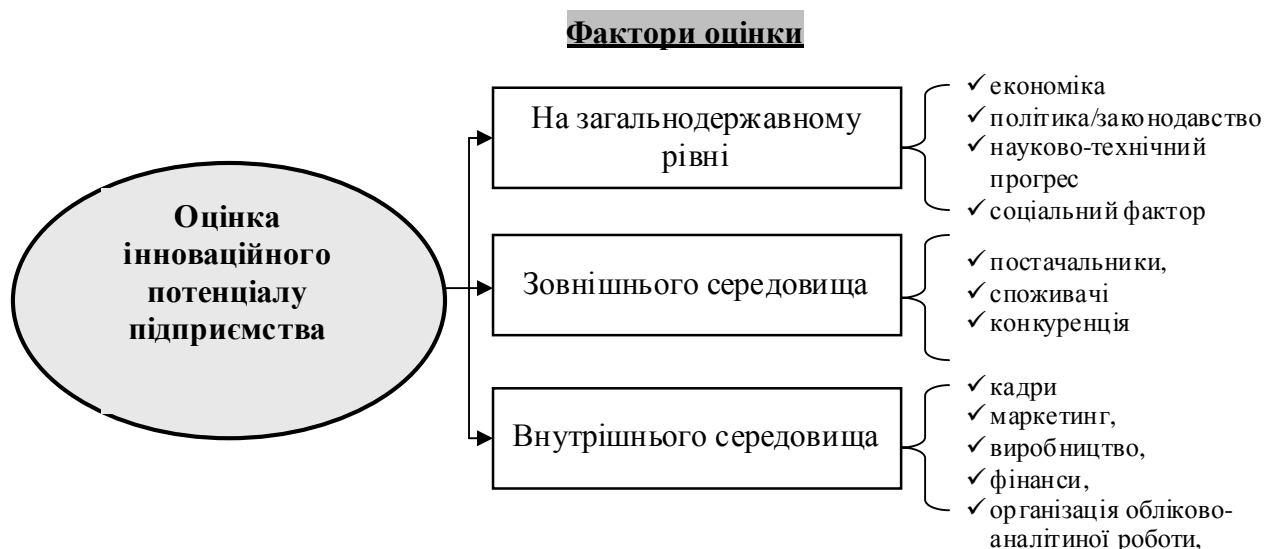 Фактори оцінки
Оцінка
інноваційного
потенціалу
підприємства
На загальнодержавному
рівні
✓ економіка
✓ політика/законодавство
✓ науково-технічний
прогрес
✓ соціальний фактор
Зовнішнього середовища
✓ постачальники,
✓ споживачі
✓ конкуренція
Внутрішнього середовища
✓ кадри
✓ маркетинг,
✓ виробництво,
✓ фінанси,
✓ організація обліково-
аналітиної роботи,